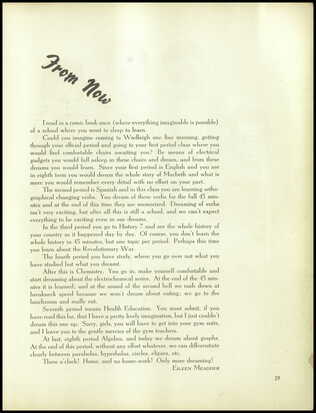 From Now
I read in a comic book once (where everything imaginable is possible)
of a school where you went to sleep to learn.
Could you imagine coming to Wadleigh one fine morning, getting
through your official period and going to your first period class where you
would find comfortable chairs awaiting you? By means of electrical
gadgets you would fall asleep in these chairs and dream, and from these
dreams you would learn. Since your first period is English and you are
in eighth term you would dream the whole story of Macbeth and what is
more you would remember every detail with no effort on your part.
The second period is Spanish and in this class you are learning ortho-
graphical changing verbs. You dream of these verbs for the full 45 min-
utes and at the end of this time they are memorized. Dreaming of verbs
isn't very exciting, but after all this is still a school, and we can't expect
everything to be exciting even in our dreams.
In the third period you go to History 7 and see the whole history of
your country as it happened day by day. Of course, you don't learn the
whole history in 45 minutes, but one topic per period. Perhaps this time
you learn about the Revolutionary War.
The fourth period you have study, where you go over what you
have studied but what you dreamt.
After this is Chemistry. You go in, make yourself comfortable and
start dreaming about the electrochemical series. At the end of the 45 min-
utes it is learned, and at the sound of the bell we rush down at
breakneck speed because we won't dream about eating; we go to the
lunchroom and really eat.
Seventh period means Health Education. You must admit, if you
have read this far, that I have a pretty lively imagination, but I just couldn't
dream this one up. Sorry, girls, you will have to get into your gym suits,
and I leave you to the gentle mercies of the gym teachers.
At last, eighth period Algebra, and today we dream about graphs.
At the end of this period, without any effort whatever, we can differentiate
clearly between parabolas, hyperbolas, circles, elipses, etc.
Three o'clock! Home, and no home-work! Only more dreaming!
EILEEN MEAGHER
29